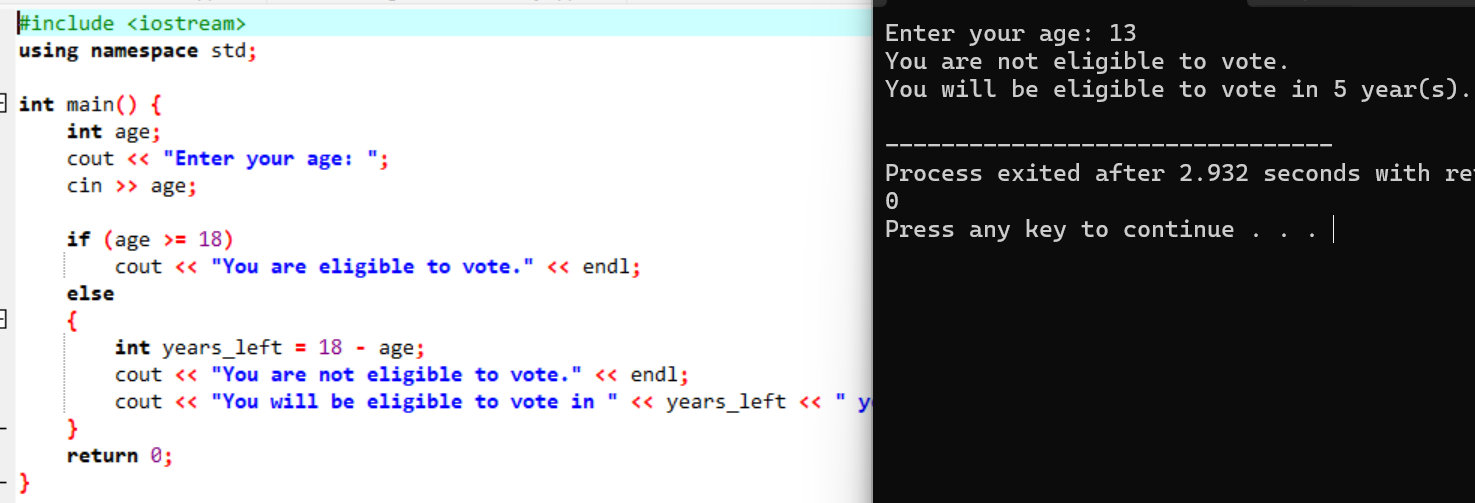 #include <iostream>
using namespace std;
int main() {
int age;
cout << "Enter your age: ";
cin >> age;
if (age >= 18)
cout << "You are eligible to vote." << endl;
else
{
int years_left = 18 - age;
cout << "You are not eligible to vote." << endl;
cout << "You will be eligible to vote in " << years_left << " y
}
return 0;
}
Enter your age: 13
You are not eligible to vote.
You will be eligible to vote in 5 year(s).
--------------------------------
Process exited after 2.932 seconds with
0
Press any key to continue . . .